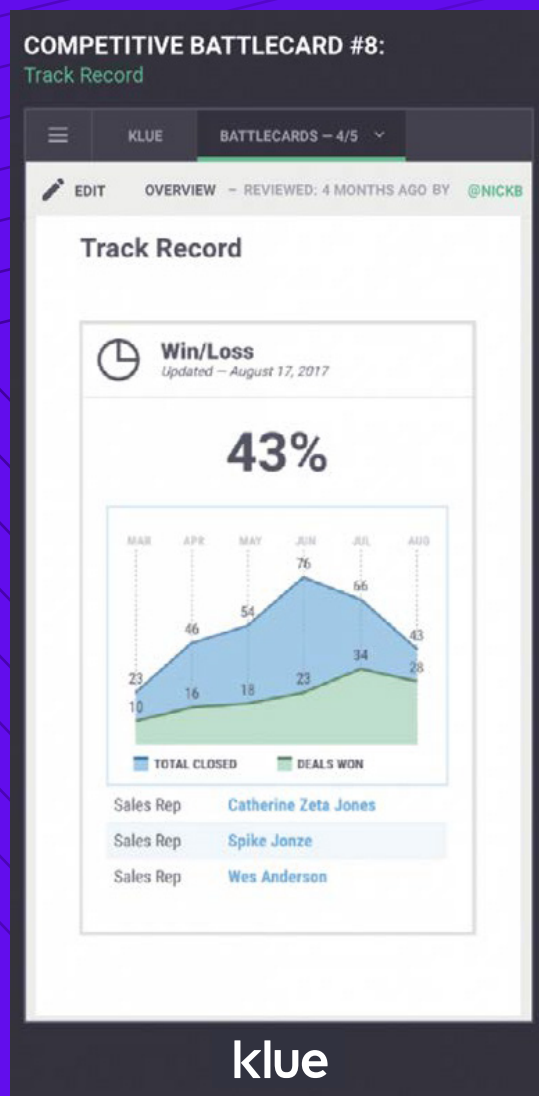 COMPETITIVE BATTLECARD #8:
Track Record
KLUE
BATTLECARDS – 4/5
EDIT OVERVIEW – REVIEWED: 4 MONTHS AGO BY @NICKB
Track Record
Win/Loss
Updated – August 17, 2017
43%
MAR APR MAY JUN JUL AUG
76
66
54
46
43
34
28
23
23
18
16
10
TOTAL CLOSED DEALS WON
Sales Rep Catherine Zeta Jones
Sales Rep Spike Jonze
Sales Rep Wes Anderson
klue